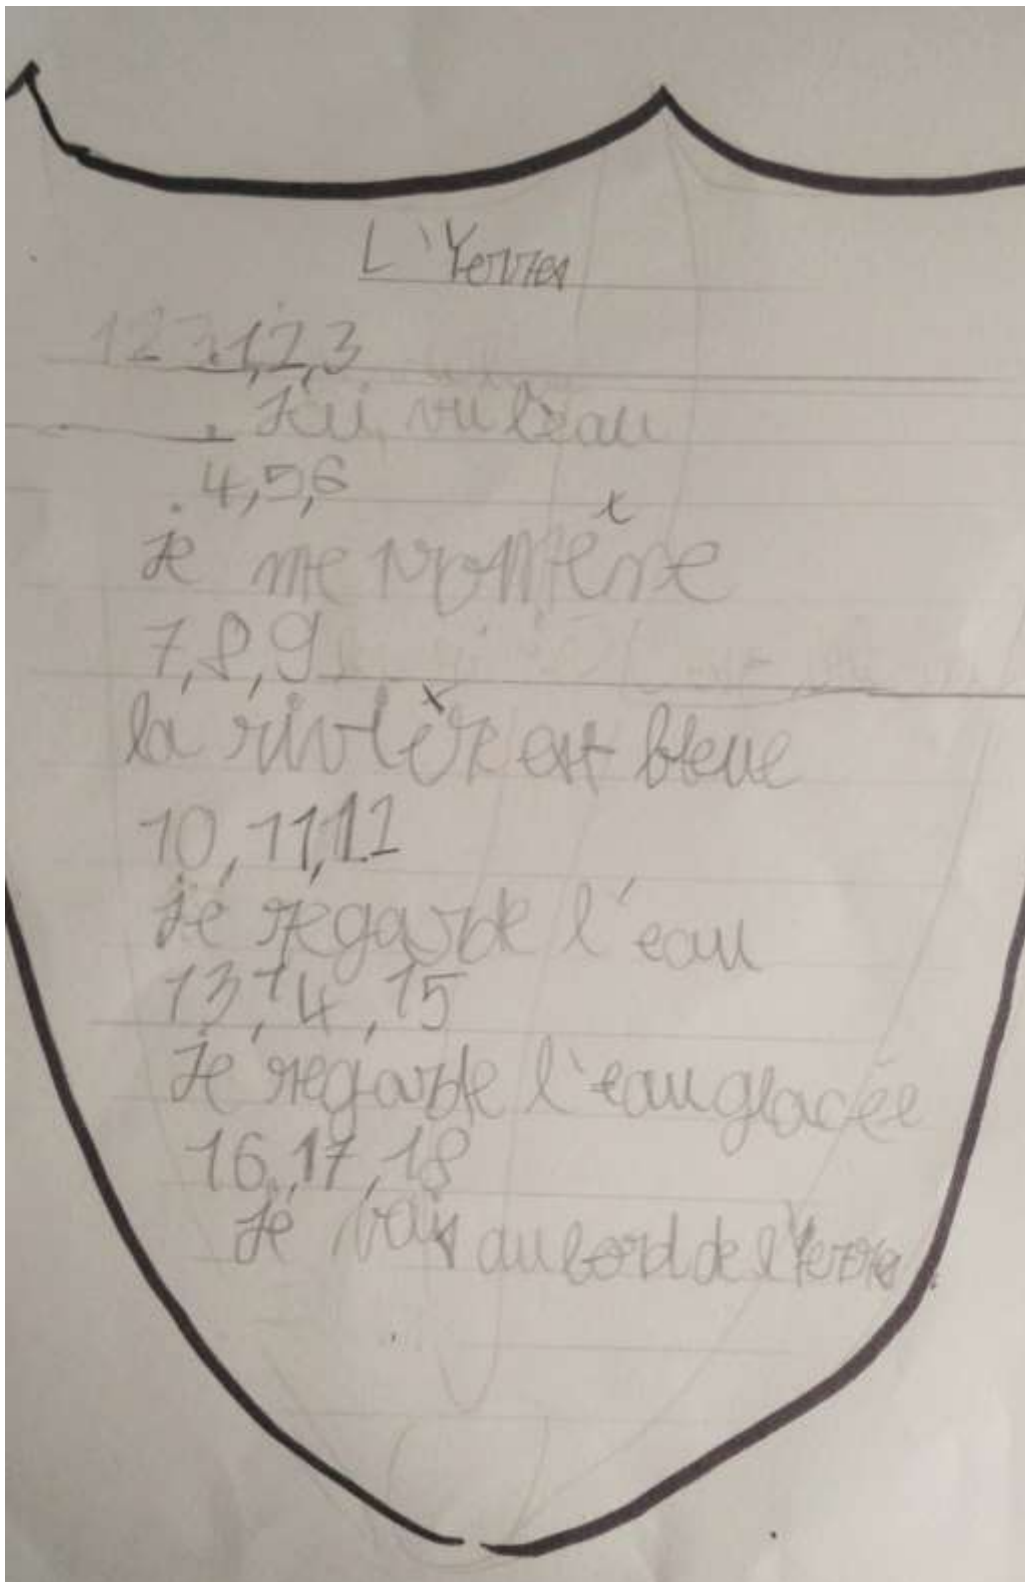 L'Yerres
123 1,2,3
J'ai vu l'eau
4,5,6
je me promène
7,8,9
la rivière est bleue
10,11,12
je regarde l'eau
13,14,15
Je regarde l'eau glacée
16,17,18
Je vais au bord de l'Yerres.